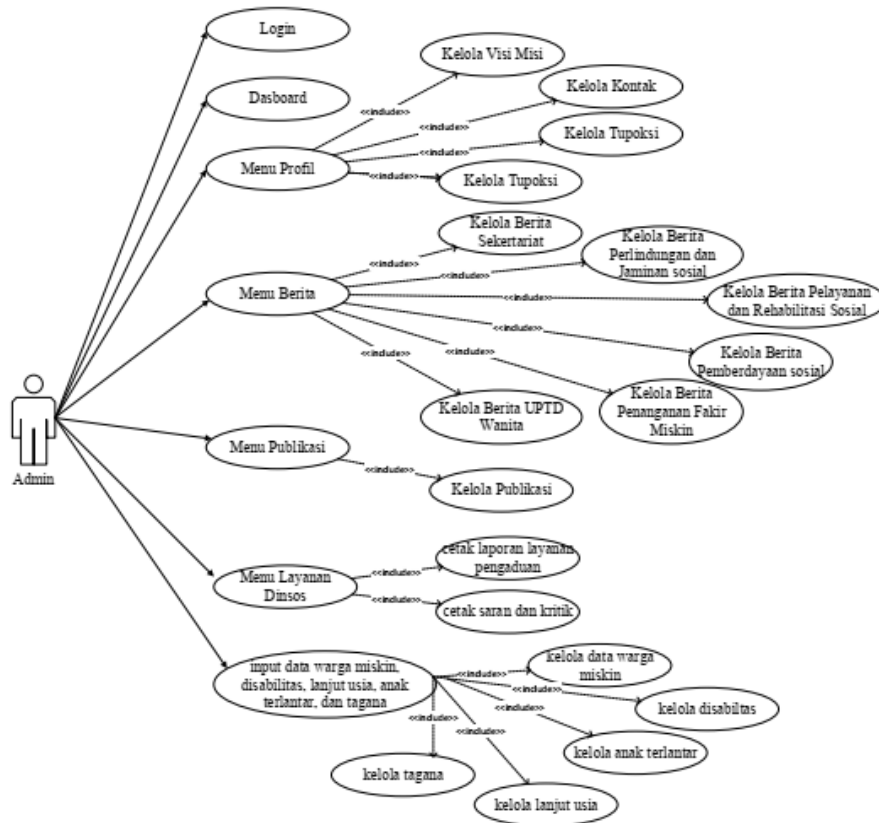 Login
Kelola Visi Misi
Dasboard
Kelola Kontak
<<include>>
<<include>>
Kelola Tupoksi
<<include>>
Menu Profil
<<include>>
Kelola Tupoksi
Kelola Berita
Sekertariat
Kelola Berita
Perlindungan dan
Jaminan sosial
<<include>>
<<include>>
Menu Berita
<<include>>
Kelola Berita Pelayanan
dan Rehabilitasi Sosial
<<include>>
<<include>>
<<include>>
Kelola Berita
Pemberdayaan sosial
Kelola Berita UPTD
Wanita
Kelola Berita
Penanganan Fakir
Miskin
Admin
Menu Publikasi
<<include>>
Kelola Publikasi
Menu Layanan
Dinsos
<<include>>
cetak laporan layanan
pengaduan
<<include>>
cetak saran dan kritik
input data warga miskin,
disabilitas, lanjut usia, anak
terlantar, dan tagana
<<include>>
kelola data warga
miskin
<<include>>
kelola disabiltas
<<include>>
<<include>>
<<include>>
kelola anak terlantar
kelola tagana
kelola lanjut usia